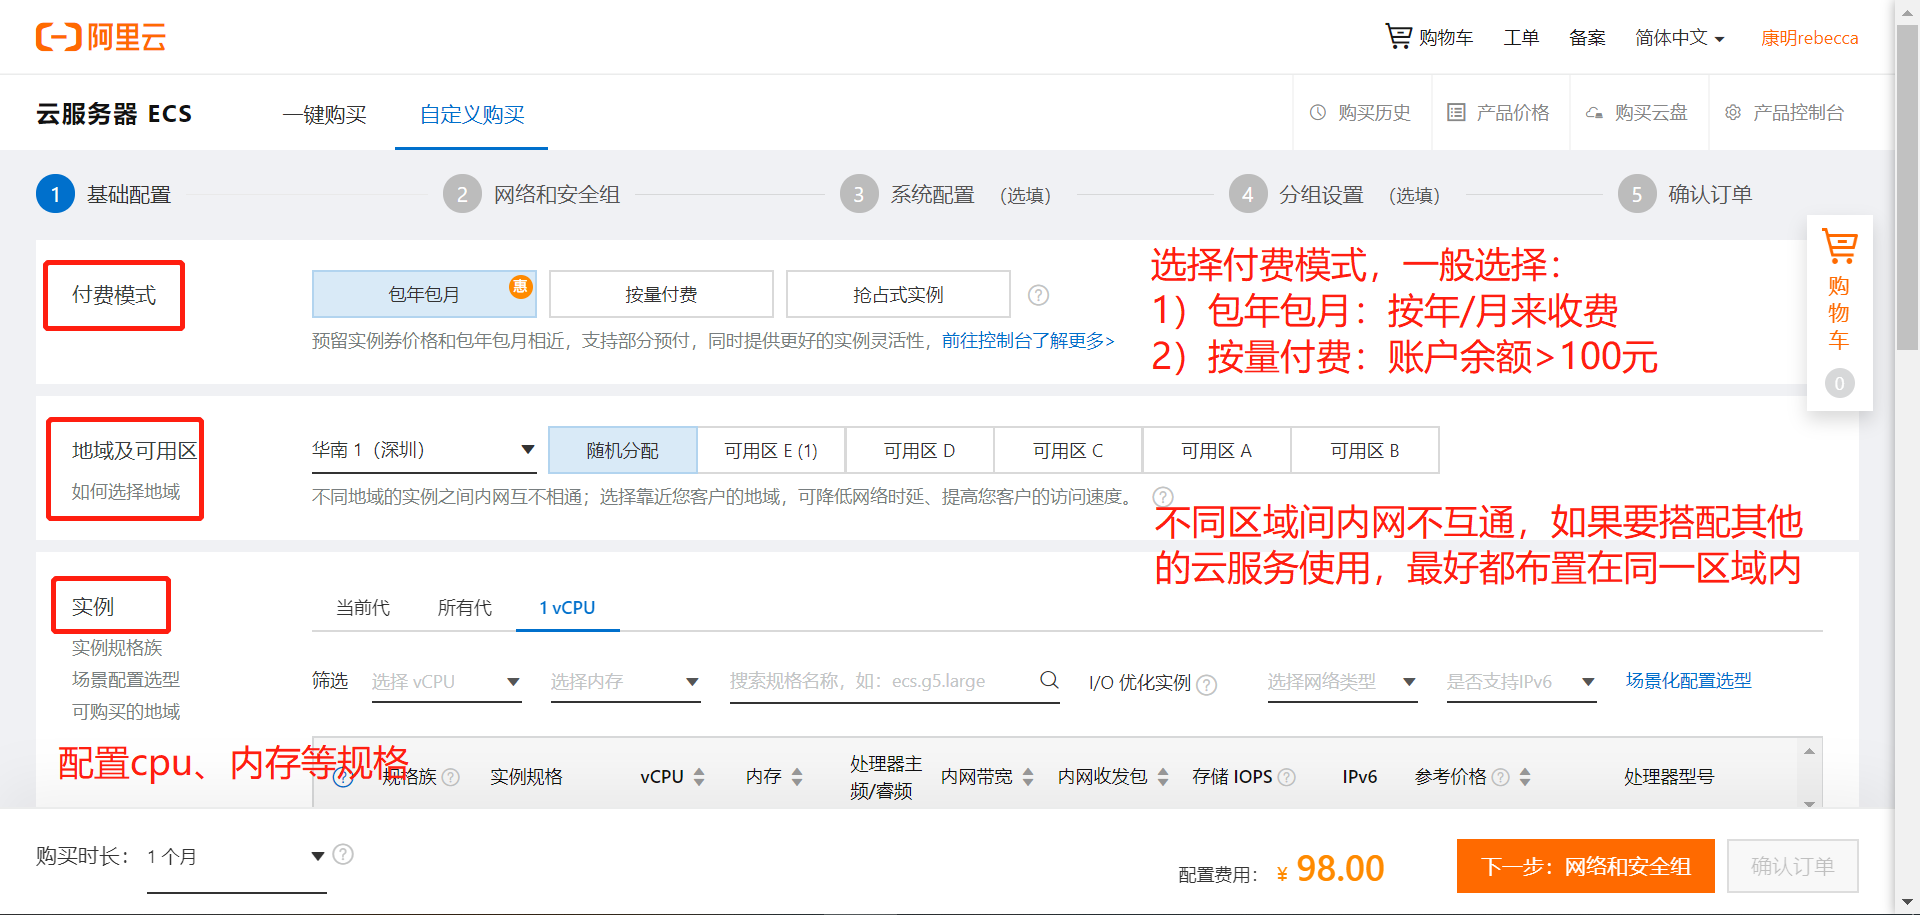 阿里云
购物车 工单 备案 简体中文 康明rebecca
云服务器 ECS 一键购买 自定义购买 购买历史 产品价格 购买云盘 产品控制台
1 基础配置 2 网络和安全组 3 系统配置 （选填） 4 分组设置 （选填） 5 确认订单
付费模式 包年包月 惠 按量付费 抢占式实例 ?
预留实例券价格和包年包月相近，支持部分预付，同时提供更好的实例灵活性，前往控制台了解更多>
选择付费模式，一般选择：
1）包年包月：按年/月来收费
2）按量付费：账户余额>100元
购物车
0
地域及可用区 华南 1（深圳） 随机分配 可用区 E (1) 可用区 D 可用区 C 可用区 A 可用区 B
如何选择地域 不同地域的实例之间内网互不相通；选择靠近您客户的地域，可降低网络时延、提高您客户的访问速度。 ?
不同区域间内网不互通，如果要搭配其他
的云服务使用，最好都布置在同一区域内
实例 当前代 所有代 1 vCPU
实例规格族
场景配置选型
可购买的地域
筛选 选择 vCPU 选择内存 搜索规格名称，如：ecs.g5.large I/O 优化实例 ? 选择网络类型 是否支持IPv6 场景化配置选型
配置cpu、内存等规格
? 规格族 ? 实例规格 vCPU 内存 处理器主频/睿频 内网带宽 内网收发包 存储 IOPS ? IPv6 参考价格 ? 处理器型号
购买时长： 1 个月 ? 配置费用： ¥ 98.00 下一步：网络和安全组 确认订单